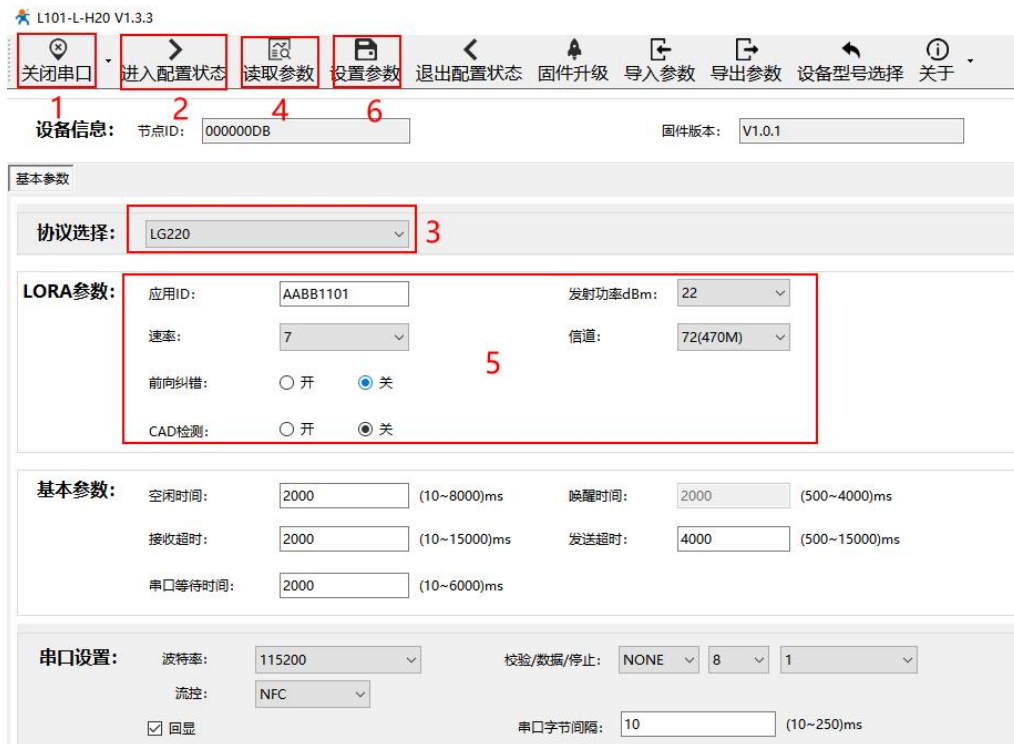 L101-L-H20 V1.3.3
关闭串口 进入配置状态 读取参数 设置参数 退出配置状态 固件升级 导入参数 导出参数 设备型号选择 关于
1 2 4 6
设备信息: 节点ID: 000000DB 固件版本: V1.0.1
基本参数
协议选择: LG220 3
LORA参数: 应用ID: AABB1101 发射功率dBm: 22
速率: 7 信道: 72(470M)
5
前向纠错: 开 关
CAD检测: 开 关
基本参数: 空闲时间: 2000 (10~8000)ms 唤醒时间: 2000 (500~4000)ms
接收超时: 2000 (10~15000)ms 发送超时: 4000 (500~15000)ms
串口等待时间: 2000 (10~6000)ms
串口设置: 波特率: 115200 校验/数据/停止: NONE 8 1
流控: NFC
回显 串口字节间隔: 10 (10~250)ms